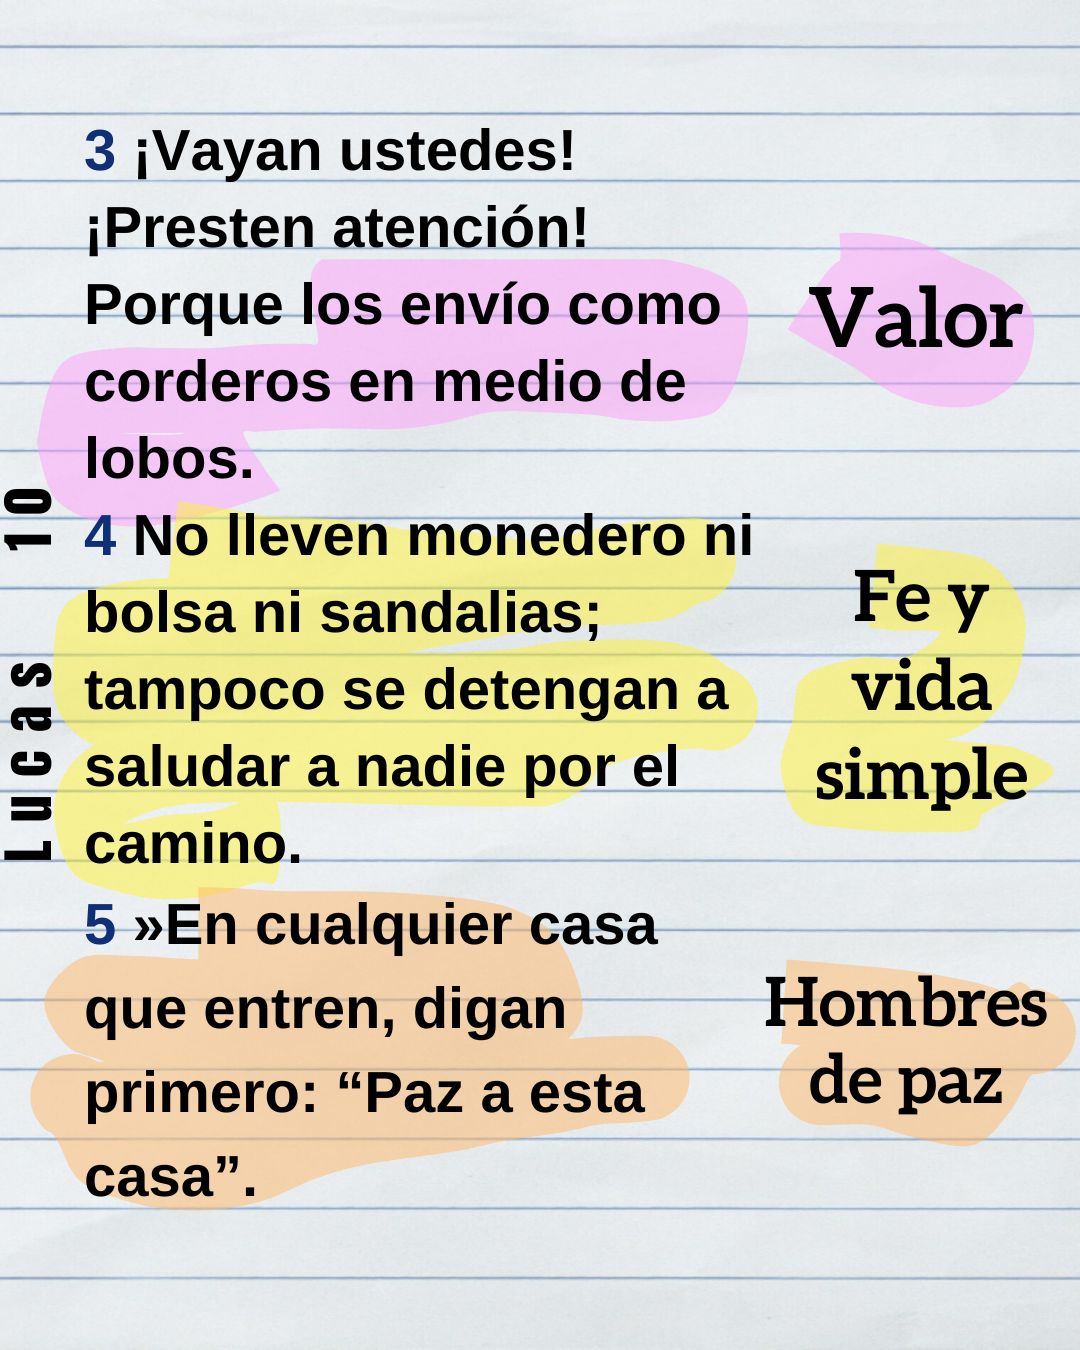 3 ¡Vayan ustedes!
¡Presten atención!
Porque los envío como
corderos en medio de
lobos.
4 No lleven monedero ni
bolsa ni sandalias;
tampoco se detengan a
saludar a nadie por el
camino.
5 »En cualquier casa
que entren, digan
primero: “Paz a esta
casa”.
Valor
Fe y
vida
simple
Hombres
de paz
Lucas 10